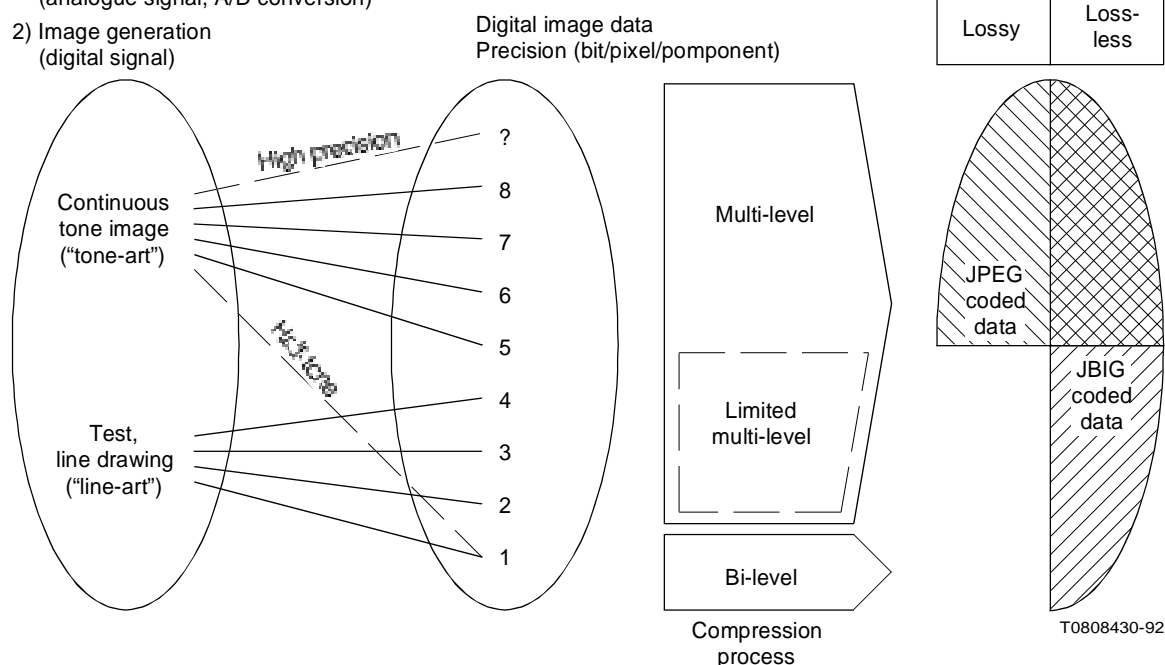 (analogue signal, A/D conversion)
2) Image generation
(digital signal)
Digital image data
Precision (bit/pixel/pomponent)
Lossy
Loss-
less
High precision
?
8
7
6
5
4
3
2
1
Continuous
tone image
(“tone-art”)
Test,
line drawing
(“line-art”)
Multi-level
Limited
multi-level
Bi-level
Compression
process
JPEG
coded
data
JBIG
coded
data
T0808430-92